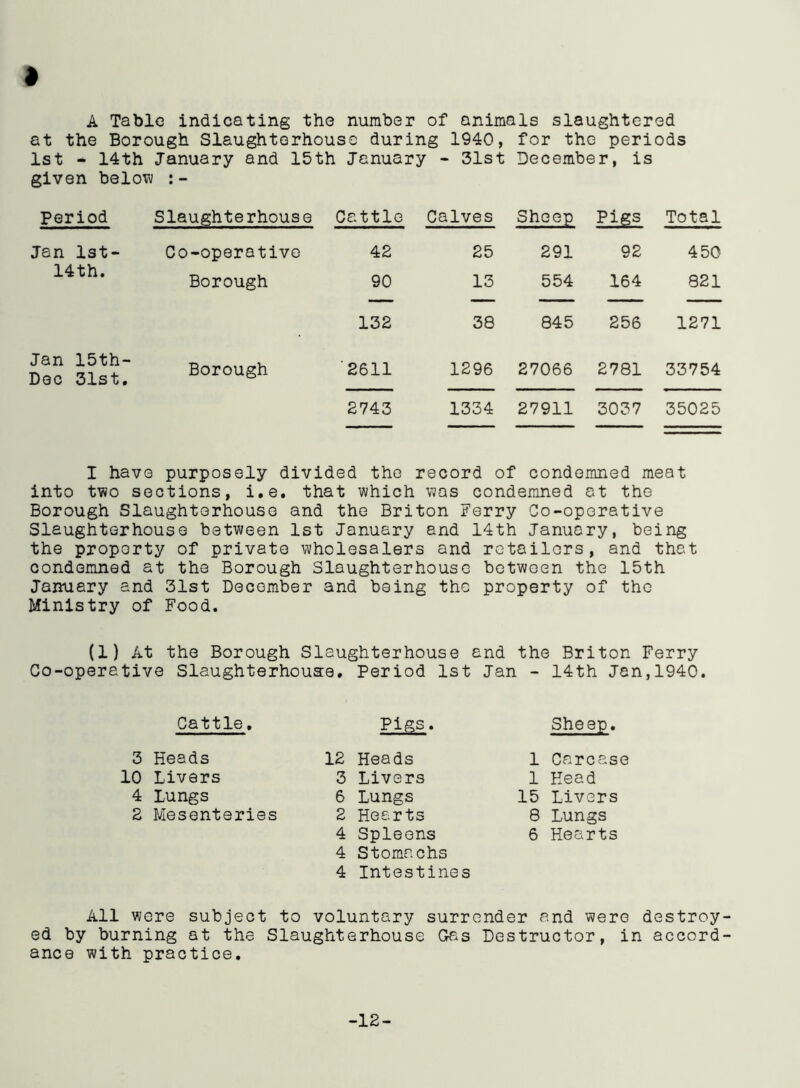 A Table indicating the number of animals slaughtered
at the Borough Slaughterhouse during 1940, for the periods
1st - 14th January and 15th January - 31st December, is
given below :-
Period Slaughterhouse Cattle Calves Sheep Pigs Total
Jan 1st- Co-operative 42 25 291 92 450
14th.
Borough 90 13 554 164 821
132 38 845 256 1271
Jan 15th-
Dec 31st. Borough 2611 1296 27066 2781 33754
2743 1334 27911 3037 35025
I have purposely divided the record of condemned meat
into two sections, i.e. that which was condemned at the
Borough Slaughterhouse and the Briton Ferry Co-operative
Slaughterhouse between 1st January and 14th January, being
the property of private wholesalers and retailers, and that
condemned at the Borough Slaughterhouse between the 15th
January and 31st December and being the property of the
Ministry of Food.
(1) At the Borough Slaughterhouse and the Briton Ferry
Co-operative Slaughterhouse. Period 1st Jan - 14th Jan,1940.
Cattle. Pigs. Sheep.
3 Heads 12 Heads 1 Carcase
10 Livers 3 Livers 1 Head
4 Lungs 6 Lungs 15 Livers
2 Mesenteries 2 Hearts 8 Lungs
4 Spleens 6 Hearts
4 Stomachs
4 Intestines
All were subject to voluntary surrender and were destroy-
ed by burning at the Slaughterhouse Gas Destructor, in accord-
ance with practice.
-12-